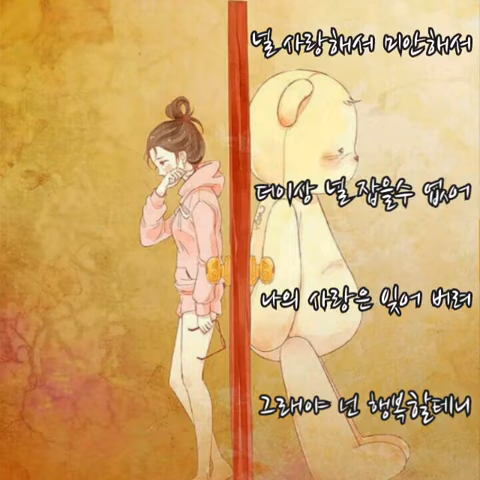 널 사랑해서 미안해서
더이상 널 잡을수 없어
나의 사랑은 잊어 버려
그래야 넌 행복할테니